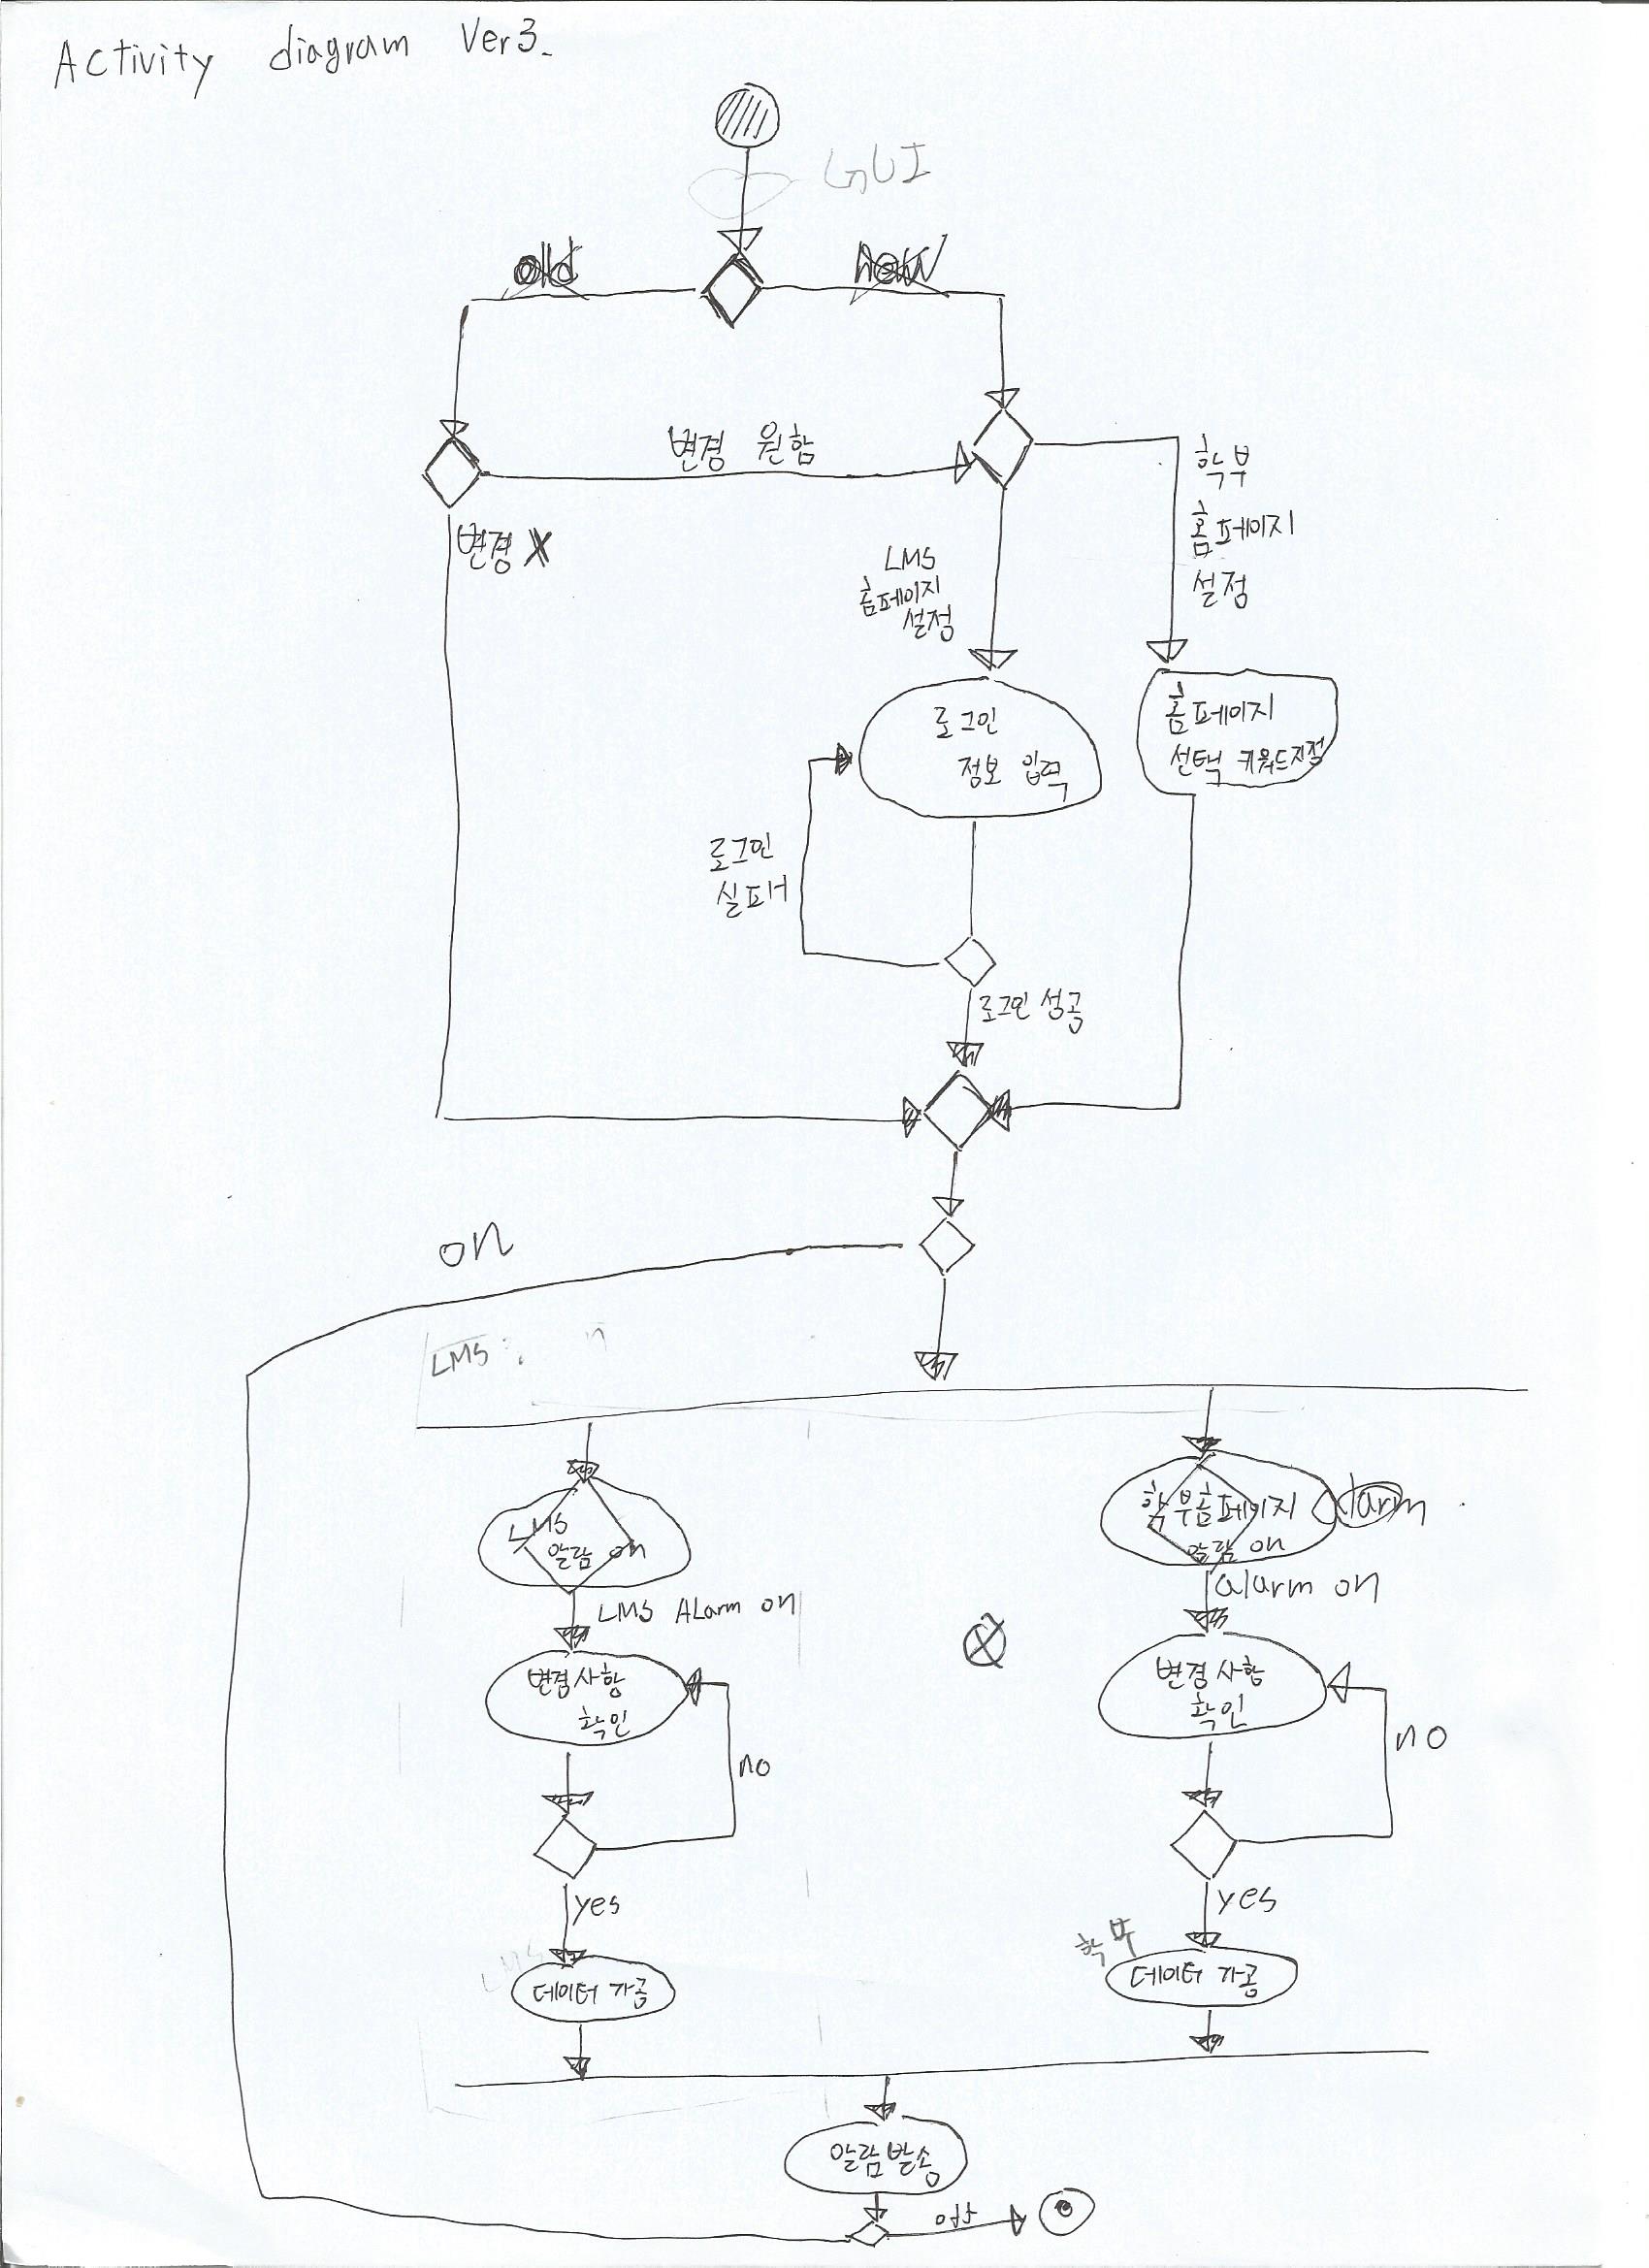 Activity diagram Ver3.
GUI
old
new
변경 원함
학부
홈페이지
설정
변경 X
LMS
홈페이지
설정
로그인
정보 입력
홈페이지
선택 키워드지정
로그인
실패
로그인 성공
on
LMS :
LMS
알람 on
학부홈페이지 alarm
알람 on
LMS ALarm on
alarm on
변경사항
확인
변경사항
확인
no
no
yes
yes
LMS
학부
데이터 가공
데이터 가공
알람발송
off